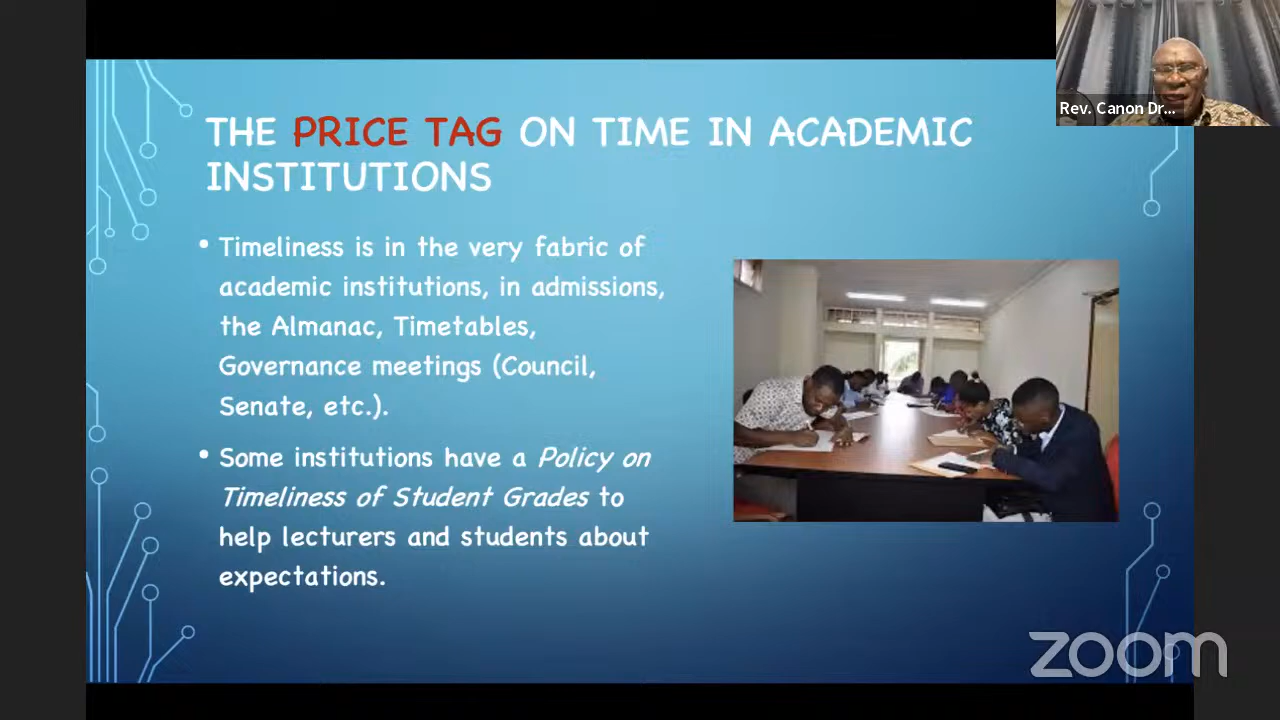 Rev. Canon Dr...
THE PRICE TAG ON TIME IN ACADEMIC
INSTITUTIONS
• Timeliness is in the very fabric of
academic institutions, in admissions,
the Almanac, Timetables,
Governance meetings (Council,
Senate, etc.).
• Some institutions have a Policy on
Timeliness of Student Grades to
help lecturers and students about
expectations.
zoom